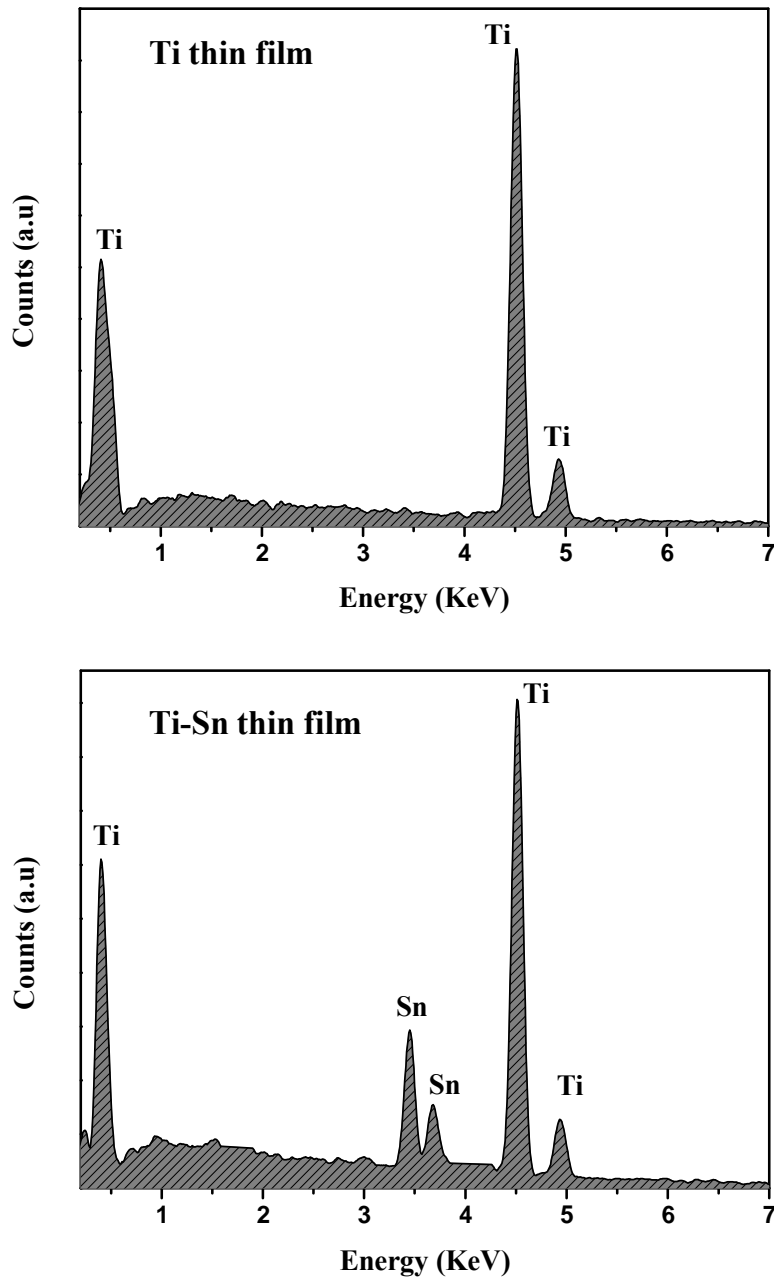 Ti thin film
Ti
Ti
Ti
Counts (a.u)
1 2 3 4 5 6 7
Energy (KeV)
Ti-Sn thin film
Ti
Ti
Sn
Sn
Ti
Counts (a.u)
1 2 3 4 5 6 7
Energy (KeV)